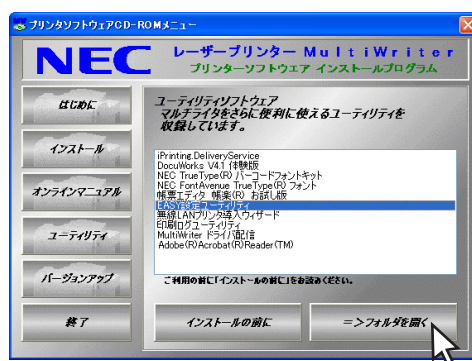 プリンタソフトウェアCD-ROMメニュー
NEC
レーザープリンター MultiWriter
プリンターソフトウエア インストールプログラム
はじめに
インストール
オンラインマニュアル
ユーティリティ
バージョンアップ
終了
ユーティリティソフトウェア
マルチライタをさらに便利に使えるユーティリティを
収録しています。
iPrinting.DeliveryService
DocuWorks V4.1 体験版
NEC TrueType(R) バーコードフォントキット
NEC FontAvenue TrueType(R) フォント
帳票エディタ 帳楽(R) お試し版
EASY設定ユーティリティ
無線LANプリンタ導入ウィザード
印刷ログユーティリティ
MultiWriter ドライバ配信
Adobe(R)Acrobat(R)Reader(TM)
ご利用の前に「インストールの前に」をお読みください。
インストールの前に
=>フォルダを開く